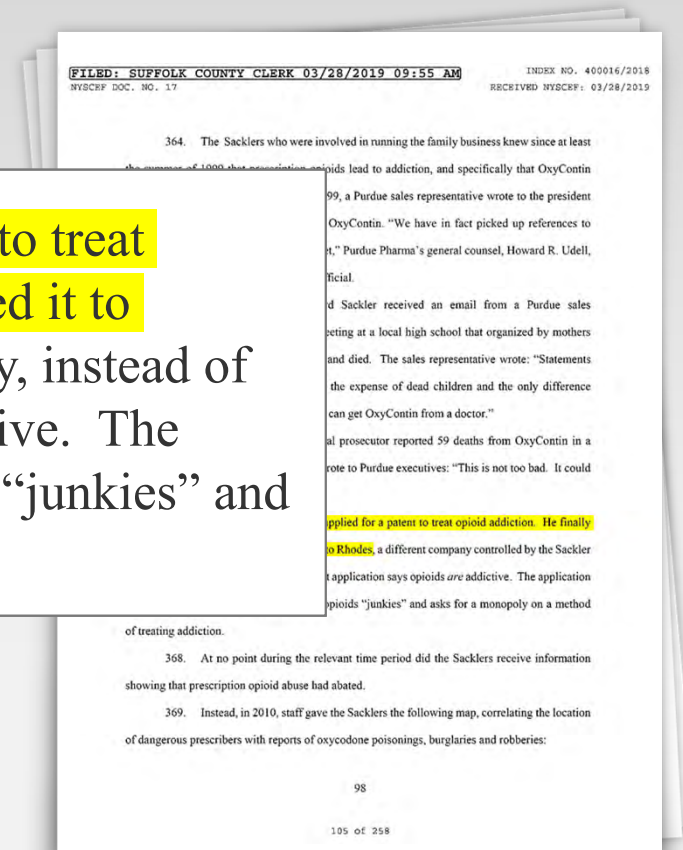 FILED: SUFFOLK COUNTY CLERK 03/28/2019 09:55 AM
INDEX NO. 400016/2018
NYSCEF DOC. NO. 17
RECEIVED NYSCEF: 03/28/2019
364. The Sacklers who were involved in running the family business knew since at least
the summer of 1999 that prescription opioids lead to addiction, and specifically that OxyContin
99, a Purdue sales representative wrote to the president
OxyContin. “We have in fact picked up references to
t,” Purdue Pharma’s general counsel, Howard R. Udell,
ficial.
d Sackler received an email from a Purdue sales
eeting at a local high school that organized by mothers
and died. The sales representative wrote: “Statements
the expense of dead children and the only difference
can get OxyContin from a doctor.”
al prosecutor reported 59 deaths from OxyContin in a
rote to Purdue executives: “This is not too bad. It could
applied for a patent to treat opioid addiction. He finally
to Rhodes, a different company controlled by the Sackler
t application says opioids are addictive. The application
opioids “junkies” and asks for a monopoly on a method
of treating addiction.
368. At no point during the relevant time period did the Sacklers receive information
showing that prescription opioid abuse had abated.
369. Instead, in 2010, staff gave the Sacklers the following map, correlating the location
of dangerous prescribers with reports of oxycodone poisonings, burglaries and robberies:
98
105 of 258
to treat
ed it to
y, instead of
ive. The
“junkies” and